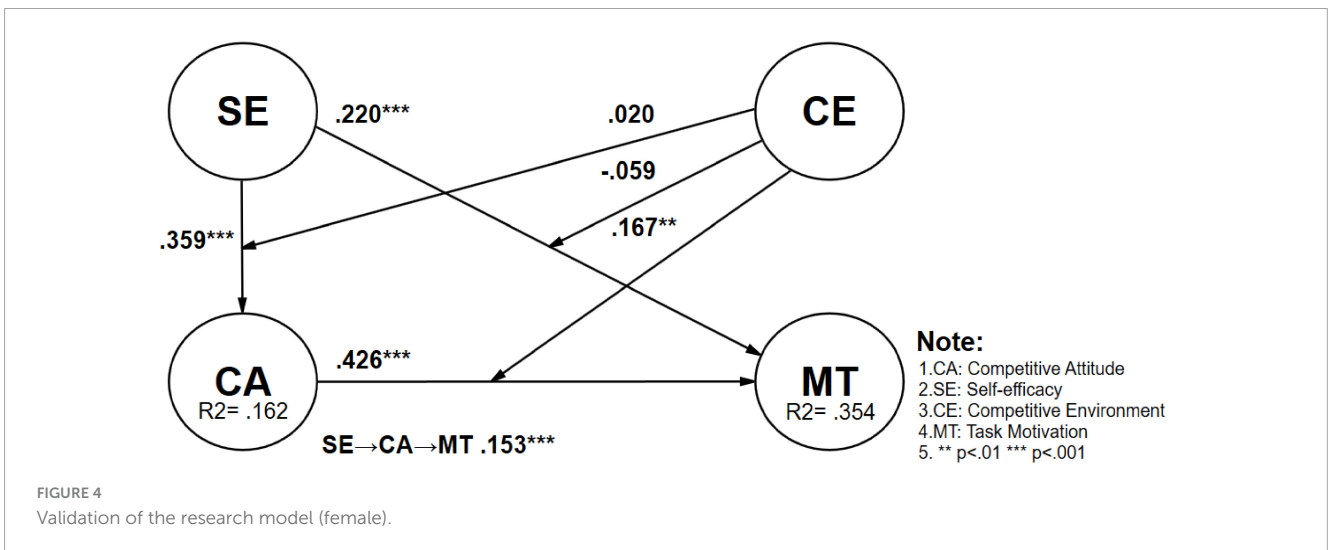 SE
CE
.220***
.020
-.059
.167**
.359***
CA
R2= .162
.426***
MT
R2= .354
SE→CA→MT .153***
Note:
1.CA: Competitive Attitude
2.SE: Self-efficacy
3.CE: Competitive Environment
4.MT: Task Motivation
5. ** p<.01 *** p<.001
FIGURE 4
Validation of the research model (female).